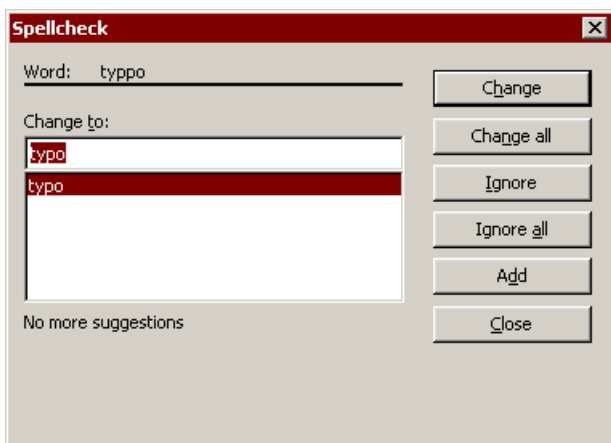 Spellcheck
Word: typpo
Change to:
typo
typo
No more suggestions
Change
Change all
Ignore
Ignore all
Add
Close